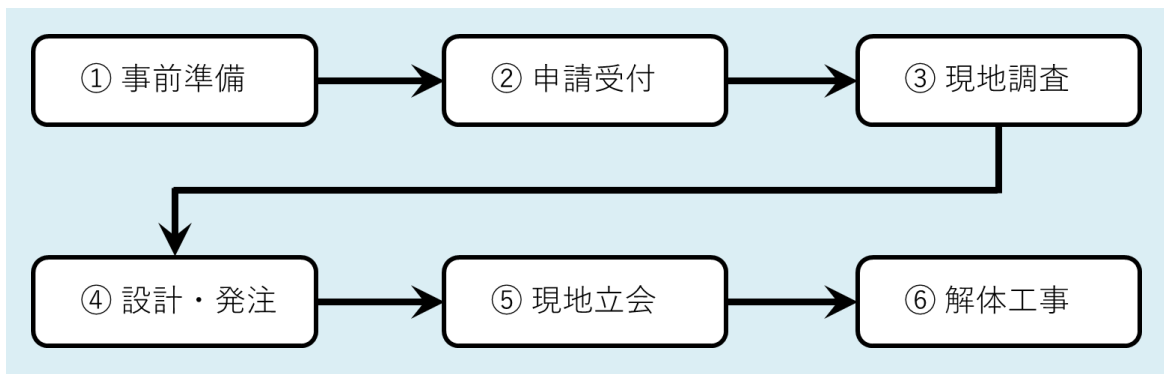 ① 事前準備
② 申請受付
③ 現地調査
④ 設計・発注
⑤ 現地立会
⑥ 解体工事